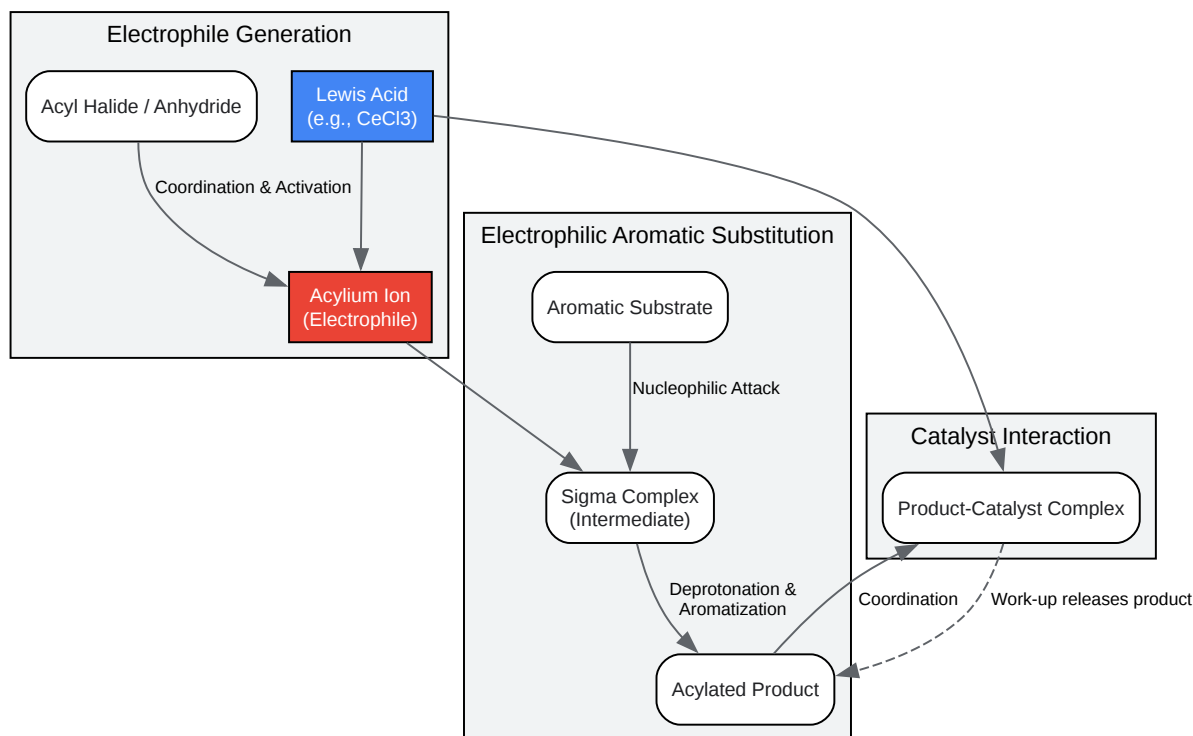 Electrophile Generation
Acyl Halide / Anhydride
Lewis Acid
(e.g., CeCl3)
Coordination & Activation
Acylium Ion
(Electrophile)
Electrophilic Aromatic Substitution
Aromatic Substrate
Nucleophilic Attack
Sigma Complex
(Intermediate)
Deprotonation &
Aromatization
Acylated Product
Catalyst Interaction
Product-Catalyst Complex
Coordination
Work-up releases product